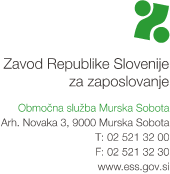 Zavod Republike Slovenije
za zaposlovanje
Območna služba Murska Sobota
Arh. Novaka 3, 9000 Murska Sobota
T: 02 521 32 00
F: 02 521 32 30
www.ess.gov.si